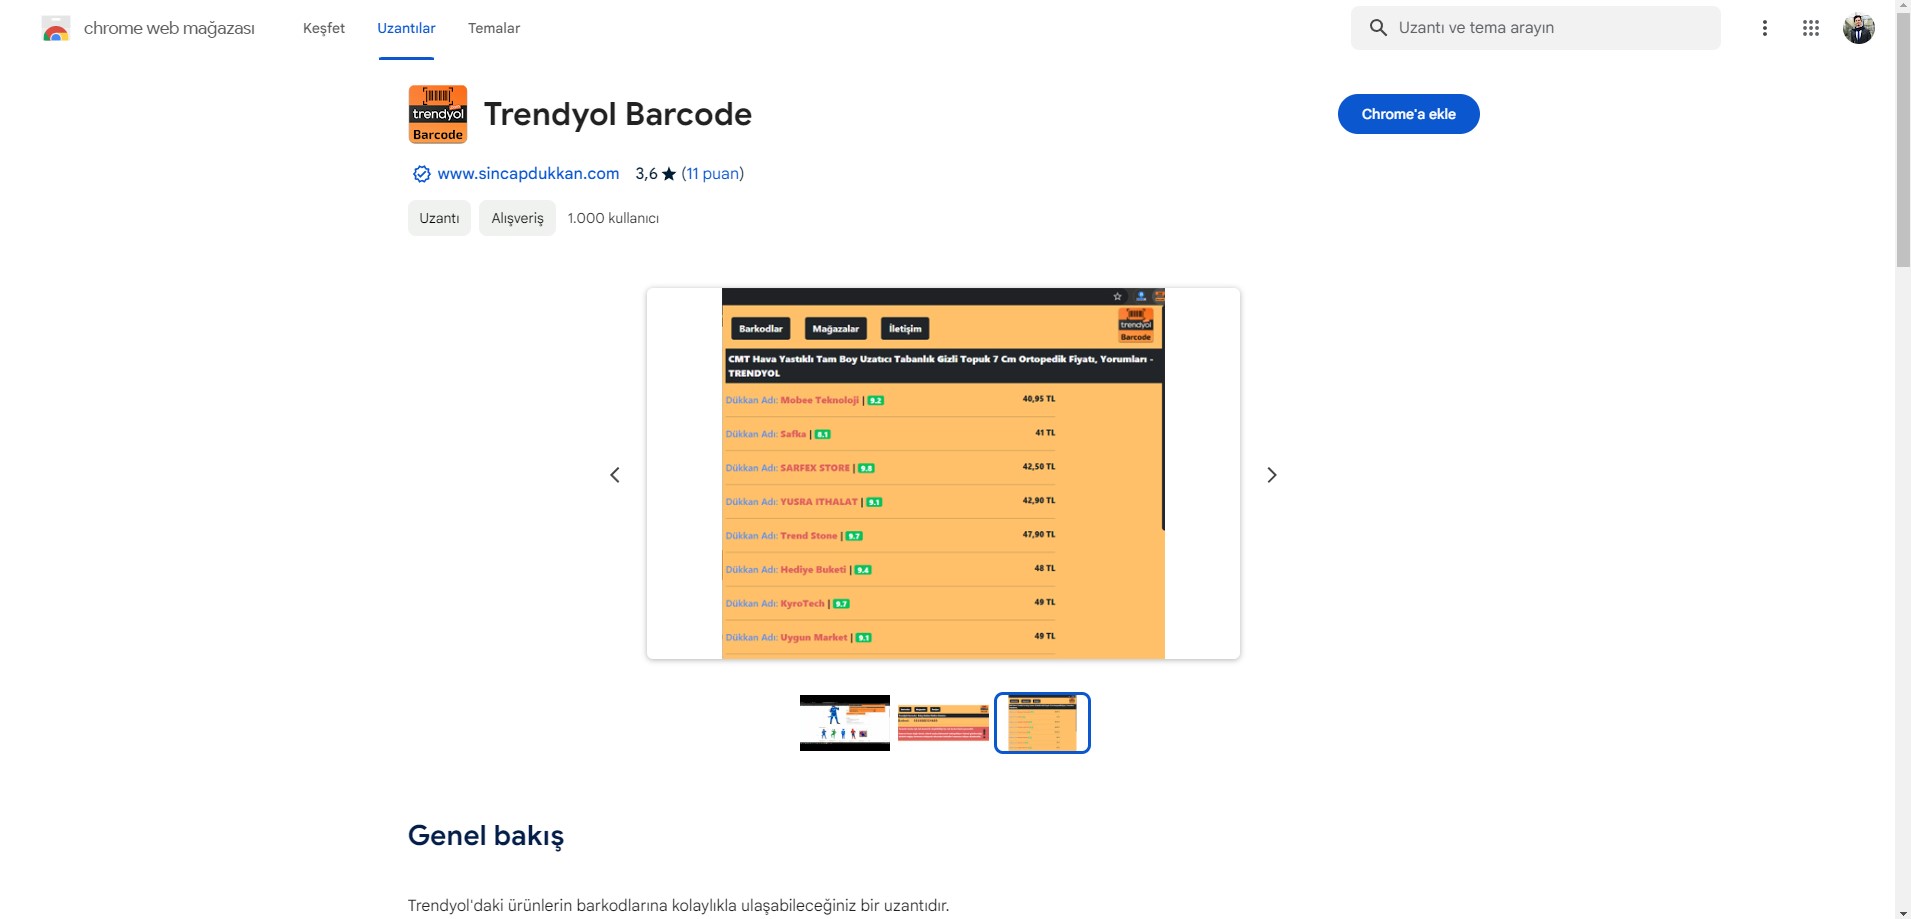 chrome web mağazası
Keşfet
Uzantılar
Temalar
Uzantı ve tema arayın
trendyol
Barcode
Trendyol Barcode
Chrome'a ekle
www.sincapdukkan.com 3,6 ★ (11 puan)
Uzantı
Alışveriş
1.000 kullanıcı
Barkodlar
Mağazalar
İletişim
trendyol
Barcode
CMT Hava Yastıklı Tam Boy Uzatıcı Tabanlık Gizli Topuk 7 Cm Ortopedik Fiyatı, Yorumları -
TRENDYOL
Dükkan Adı: Mobee Teknoloji | 9.2 40,95 TL
Dükkan Adı: Safka | 8.1 41 TL
Dükkan Adı: SARFEX STORE | 9.8 42,50 TL
Dükkan Adı: YUSRA ITHALAT | 9.1 42,90 TL
Dükkan Adı: Trend Stone | 9.7 47,90 TL
Dükkan Adı: Hediye Buketi | 9.4 48 TL
Dükkan Adı: KyroTech | 9.7 49 TL
Dükkan Adı: Uygun Market | 9.1 49 TL
Genel bakış
Trendyol'daki ürünlerin barkodlarına kolaylıkla ulaşabileceğiniz bir uzantıdır.